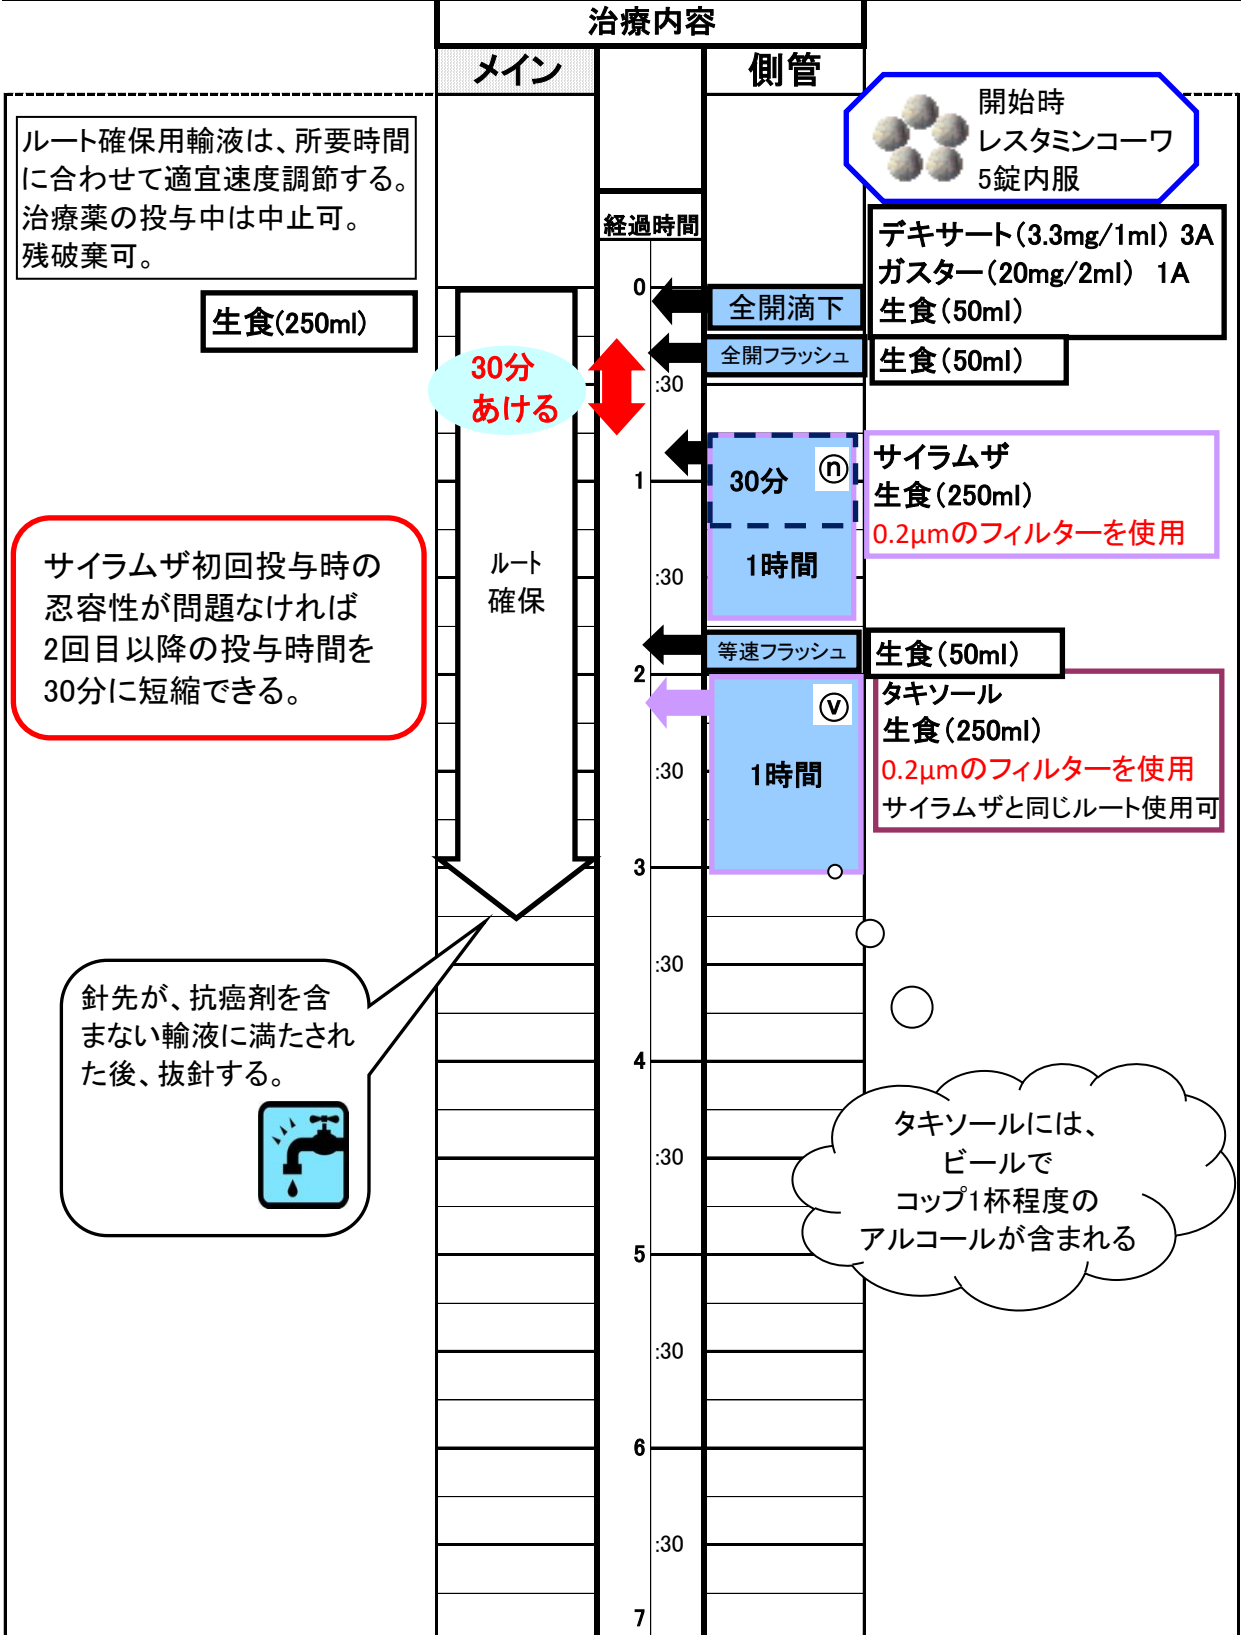 治療内容
メイン
側管
開始時
レスタミンコーワ
5錠内服
ルート確保用輸液は、所要時間
に合わせて適宜速度調節する。
治療薬の投与中は中止可。
残破棄可。
経過時間
デキサート(3.3mg/1ml) 3A
ガスター(20mg/2ml) 1A
生食(50ml)
0
全開滴下
生食(250ml)
全開フラッシュ
生食(50ml)
30分
あける
:30
サイラムザ
生食(250ml)
0.2μmのフィルターを使用
30分
ⓝ
1
1時間
:30
ルート
確保
サイラムザ初回投与時の
忍容性が問題なければ
2回目以降の投与時間を
30分に短縮できる。
等速フラッシュ
生食(50ml)
2
タキソール
生食(250ml)
0.2μmのフィルターを使用
サイラムザと同じルート使用可
ⓥ
1時間
:30
3
:30
針先が、抗癌剤を含
まない輸液に満たされ
た後、抜針する。
4
タキソールには、
ビールで
コップ1杯程度の
アルコールが含まれる
:30
5
:30
6
:30
7